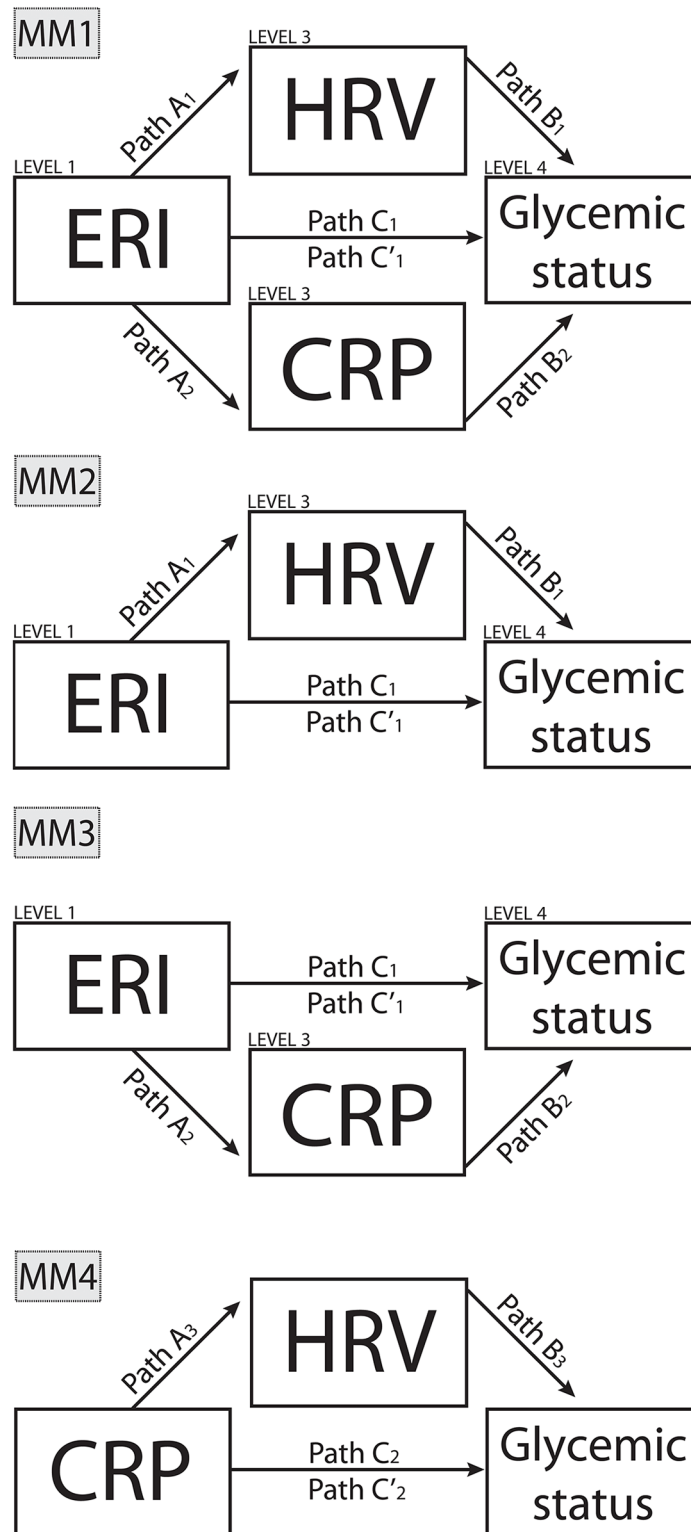 MM1
LEVEL 3
HRV
Path A1
Path B1
LEVEL 1
ERI
LEVEL 4
Glycemic
status
Path C1
Path C'1
LEVEL 3
CRP
Path A2
Path B2
MM2
LEVEL 3
HRV
Path A1
Path B1
LEVEL 1
ERI
LEVEL 4
Glycemic
status
Path C1
Path C'1
MM3
LEVEL 1
ERI
LEVEL 4
Glycemic
status
Path C1
Path C'1
LEVEL 3
CRP
Path A2
Path B2
MM4
HRV
Path A3
Path B3
CRP
Path C2
Path C'2
Glycemic
status